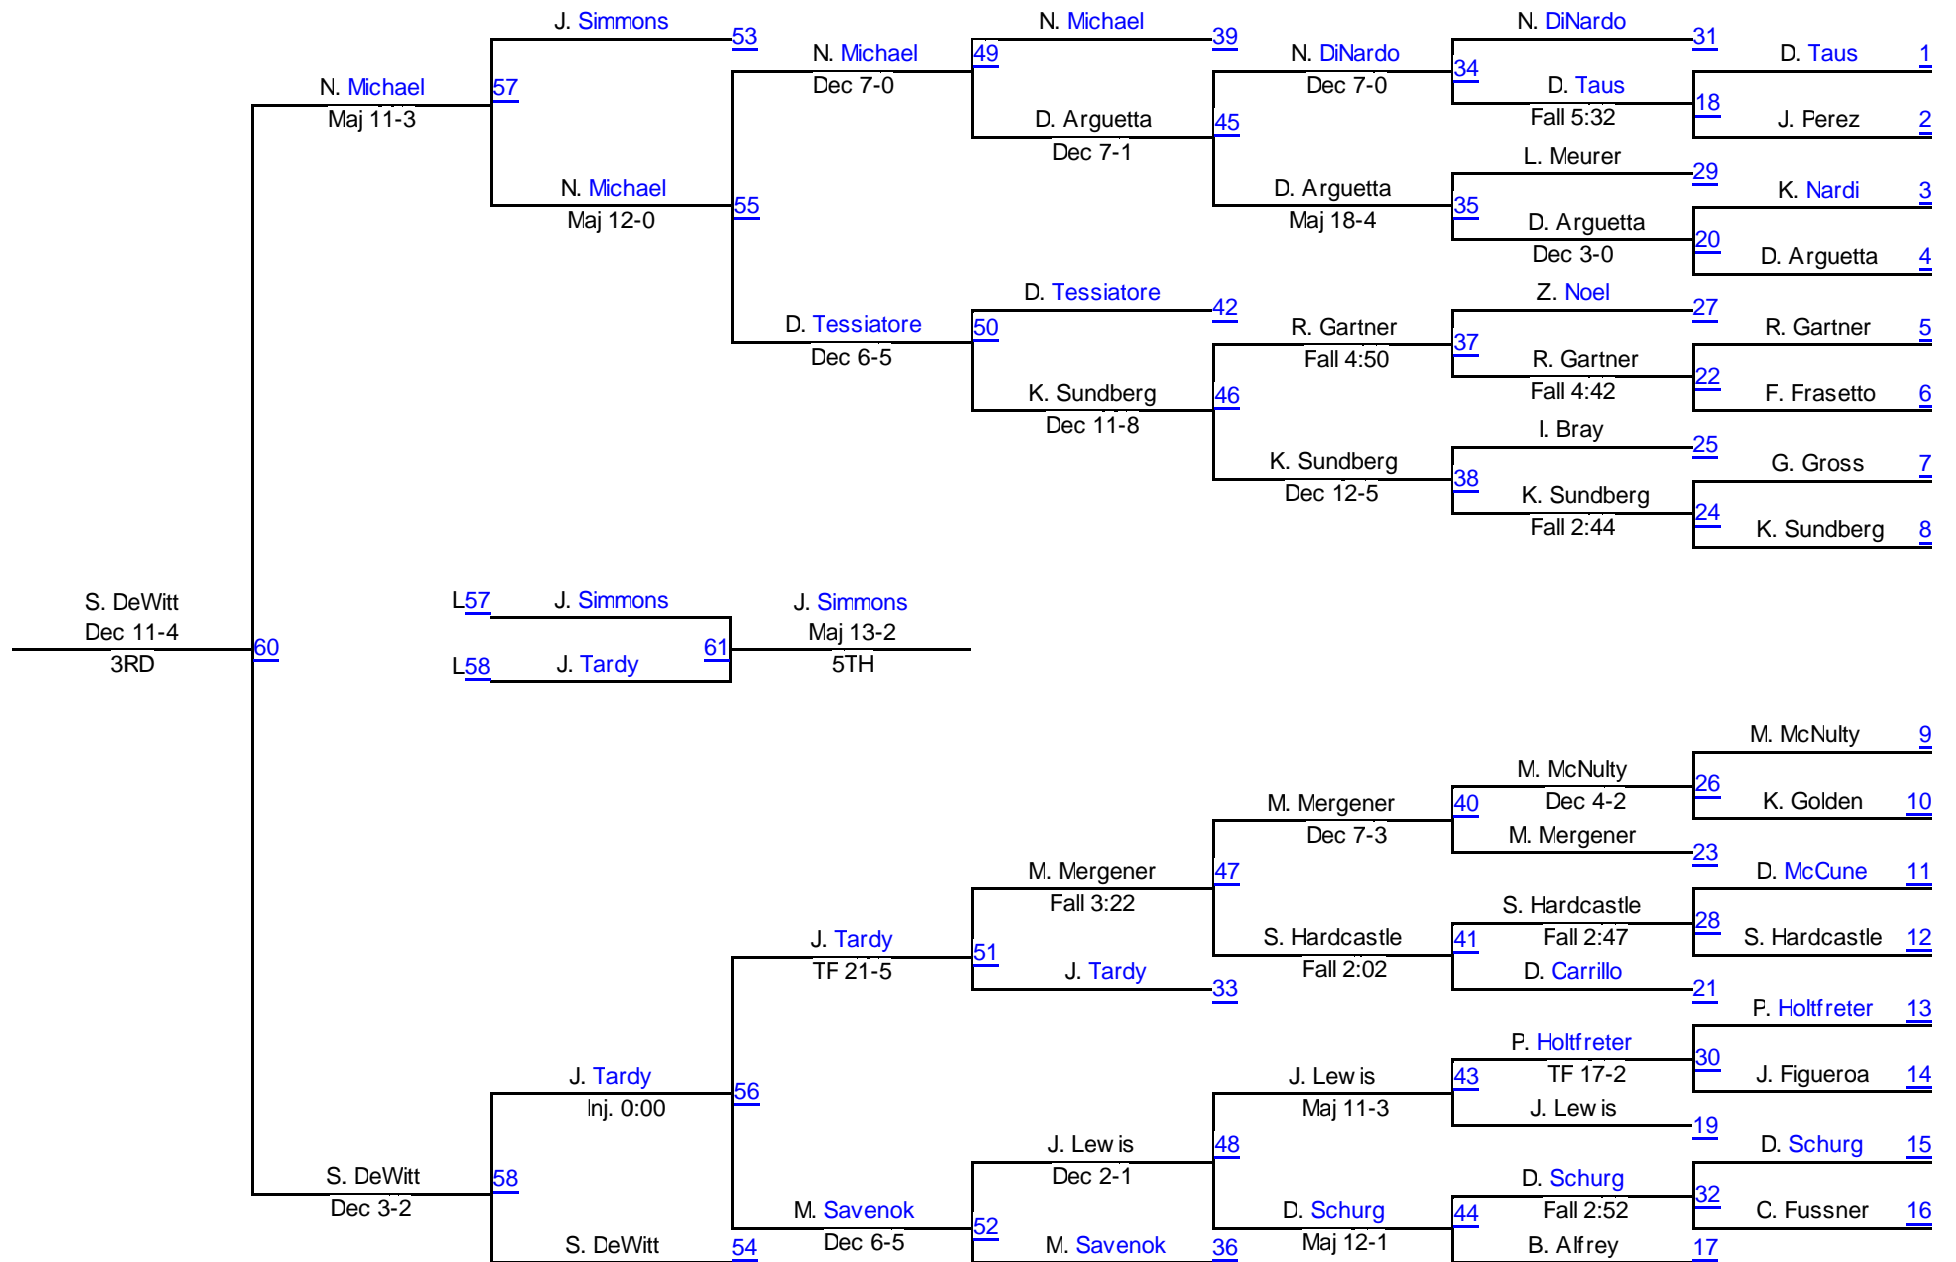 J. Simmons
53
N. Michael
57
Maj 11-3
N. Michael
55
Maj 12-0
N. Michael
49
Dec 7-0
N. Michael
39
D. Arguetta
45
Dec 7-1
N. DiNardo
34
Dec 7-0
N. DiNardo
31
D. Taus
18
Fall 5:32
D. Taus
1
J. Perez
2
D. Arguetta
35
Maj 18-4
L. Meurer
29
D. Arguetta
20
Dec 3-0
K. Nardi
3
D. Arguetta
4
D. Tessiatore
50
Dec 6-5
D. Tessiatore
42
K. Sundberg
46
Dec 11-8
R. Gartner
37
Fall 4:50
Z. Noel
27
R. Gartner
22
Fall 4:42
R. Gartner
5
F. Frasetto
6
K. Sundberg
38
Dec 12-5
I. Bray
25
K. Sundberg
24
Fall 2:44
G. Gross
7
K. Sundberg
8
S. DeWitt
Dec 11-4
60
3RD
L57
J. Simmons
L58
J. Tardy
61
J. Simmons
Maj 13-2
5TH
M. Mergener
47
Fall 3:22
M. Mergener
40
Dec 7-3
M. McNulty
26
Dec 4-2
M. McNulty
9
K. Golden
10
M. Mergener
23
J. Tardy
51
TF 21-5
J. Tardy
33
S. Hardcastle
41
Fall 2:02
S. Hardcastle
28
Fall 2:47
D. McCune
11
S. Hardcastle
12
D. Carrillo
21
J. Tardy
56
Inj. 0:00
J. Lewis
48
Dec 2-1
J. Lewis
43
Maj 11-3
P. Holtfreter
30
TF 17-2
P. Holtfreter
13
J. Figueroa
14
J. Lewis
19
S. DeWitt
58
Dec 3-2
S. DeWitt
54
M. Savenok
52
Dec 6-5
M. Savenok
36
D. Schurg
44
Maj 12-1
D. Schurg
32
Fall 2:52
D. Schurg
15
C. Fussner
16
B. Alfrey
17